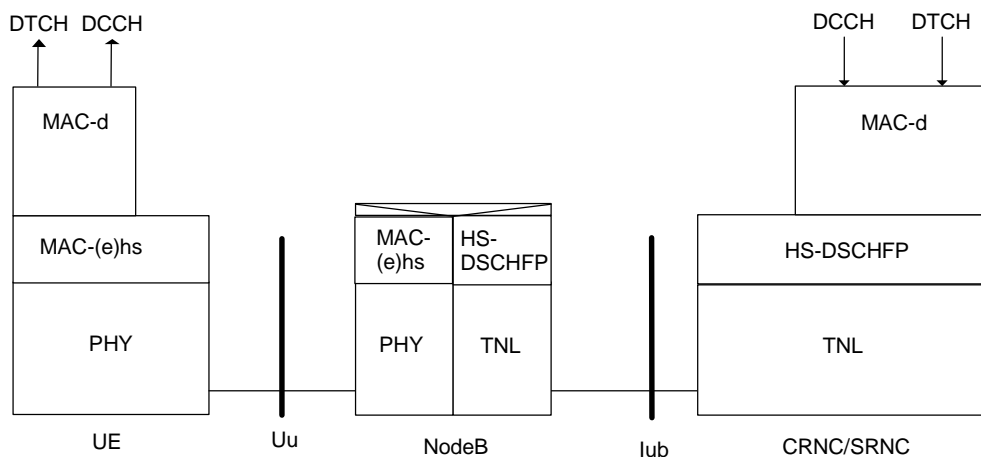 DTCH DCCH
DCCH DTCH
MAC-d
MAC-d
MAC-(e)hs
MAC-
(e)hs
HS-
DSCHFP
HS-DSCHFP
PHY
PHY
TNL
TNL
UE
Uu
NodeB
Iub
CRNC/SRNC